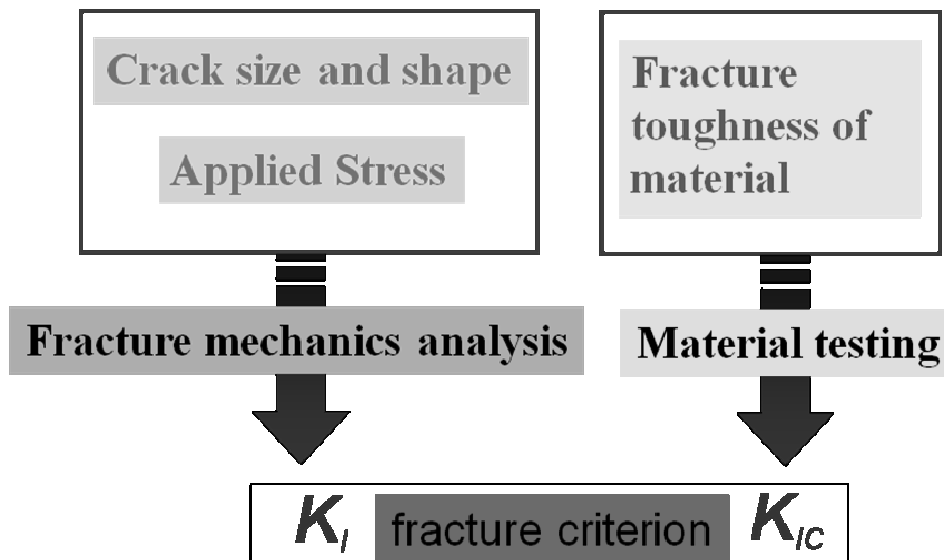 Crack size and shape
Applied Stress
Fracture
toughness of
material
Fracture mechanics analysis
Material testing
K_I fracture criterion K_IC